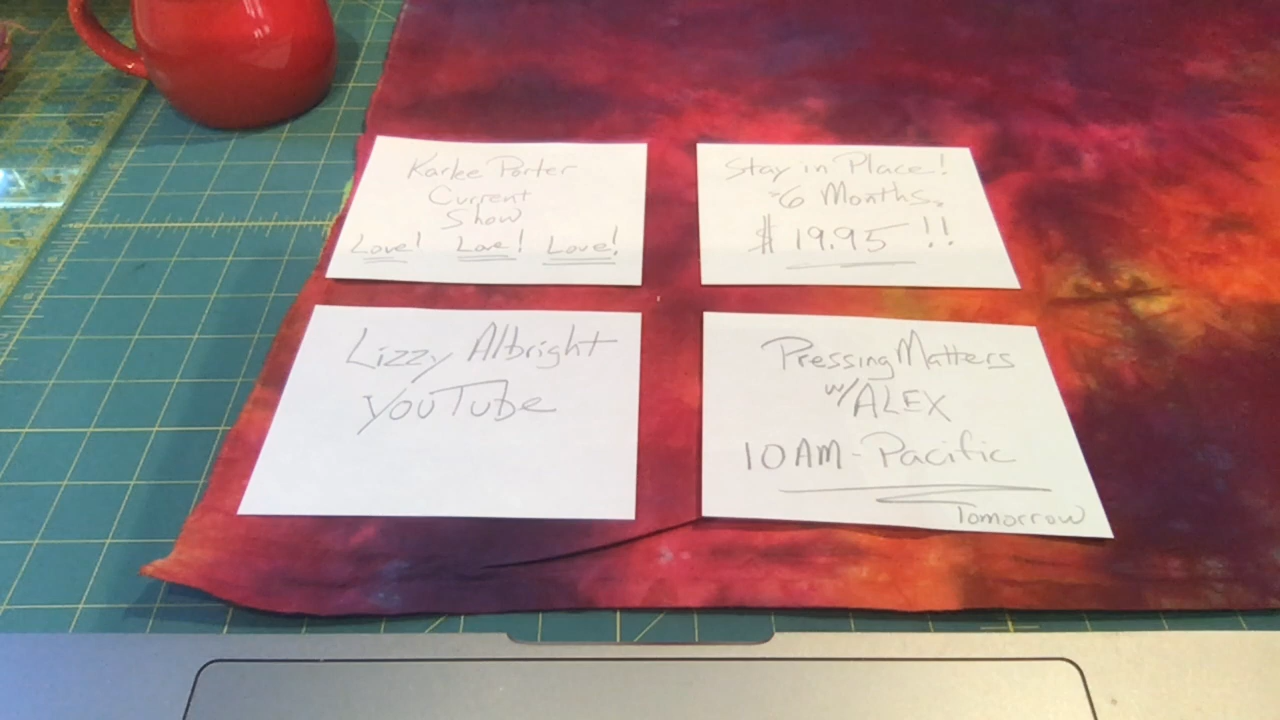 Karlee Porter
Current
Show
Love! Love! Love!
Stay in Place!
~6 Months.
$19.95!!
Lizzy Albright
YouTube
Pressing Matters
w/ALEX
10AM - Pacific
Tomorrow